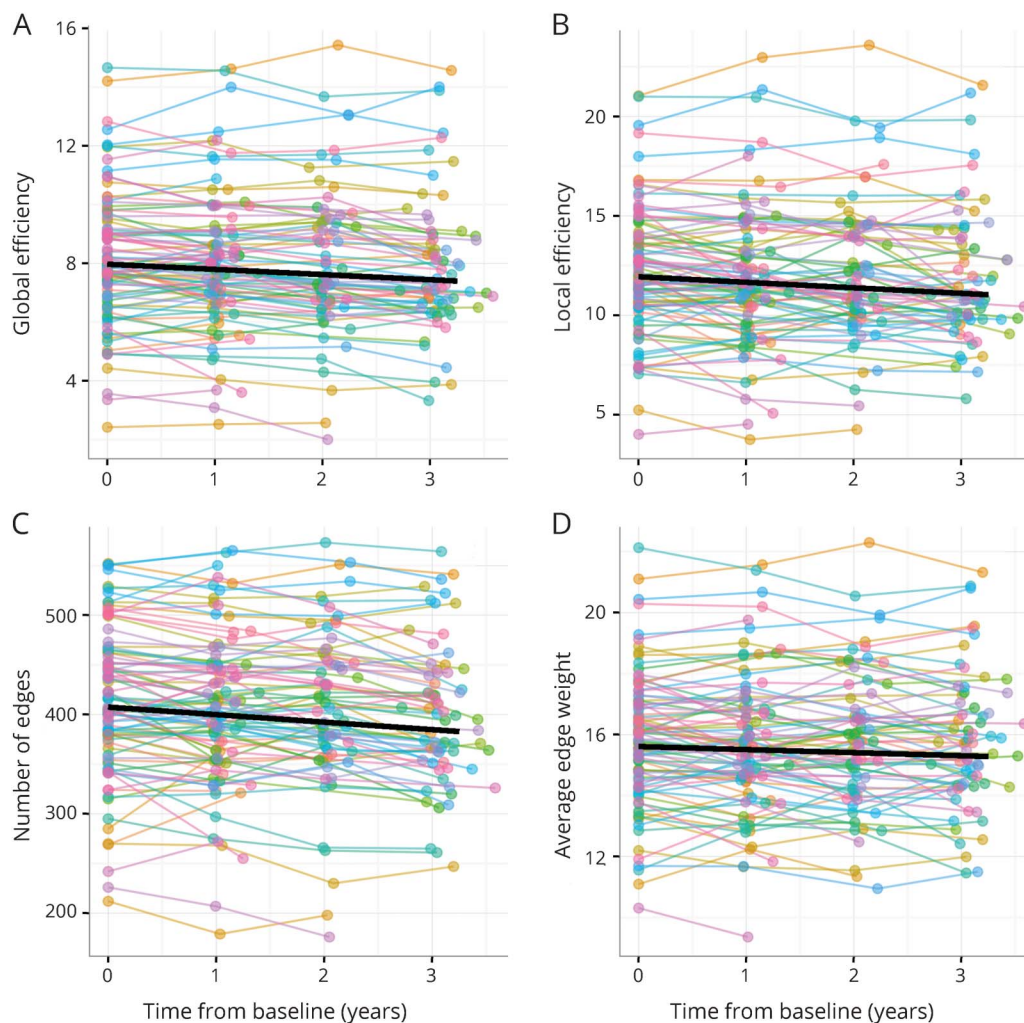 A
16
12
8
4
Global efficiency
0 1 2 3
B
20
15
10
5
Local efficiency
0 1 2 3
C
500
400
300
200
Number of edges
0 1 2 3
Time from baseline (years)
D
20
16
12
Average edge weight
0 1 2 3
Time from baseline (years)